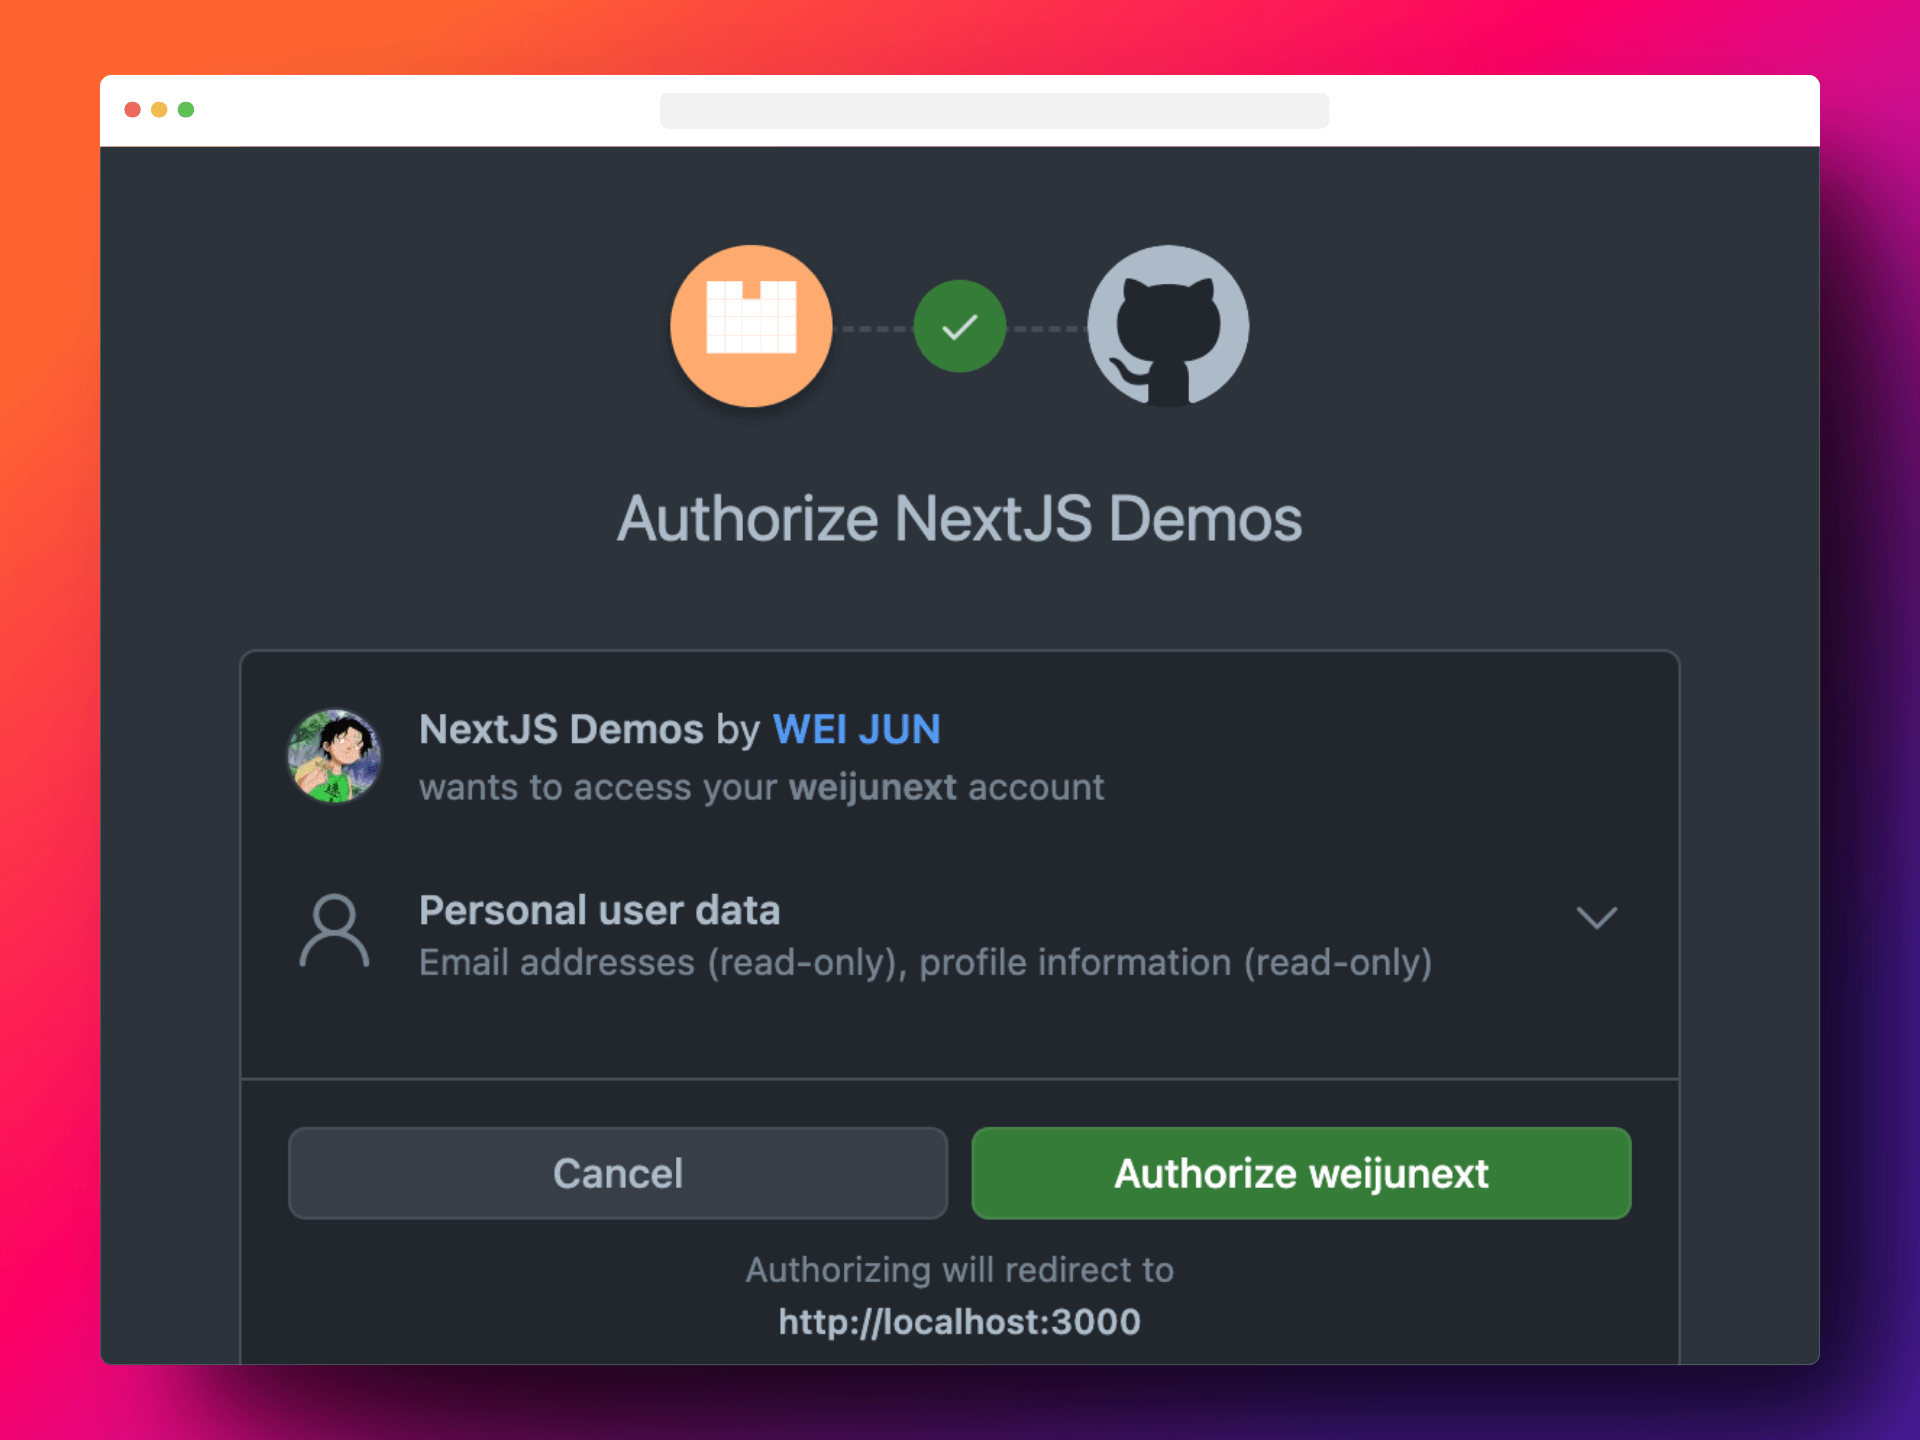 Authorize NextJS Demos
NextJS Demos by WEI JUN
wants to access your weijunext account
Personal user data
Email addresses (read-only), profile information (read-only)
Cancel
Authorize weijunext
Authorizing will redirect to
http://localhost:3000